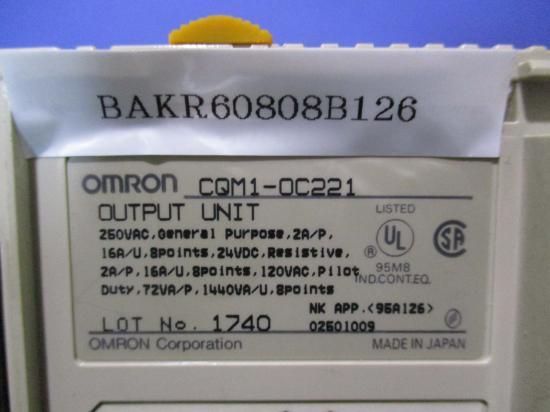 BAKR60808B126
OMRON CQM1-OC221
OUTPUT UNIT
250VAC,General Purpose,2A/P,
16A/U,8points,24VDC,Resistive,
2A/P,16A/U,8points,120VAC,Pilot
Duty,72VA/P,1440VA/U,8points
LISTED
UL
®
SA
95M8
IND.CONT.EQ.
NK APP.<95A126>
02501009
LOT No. 1740
OMRON Corporation MADE IN JAPAN